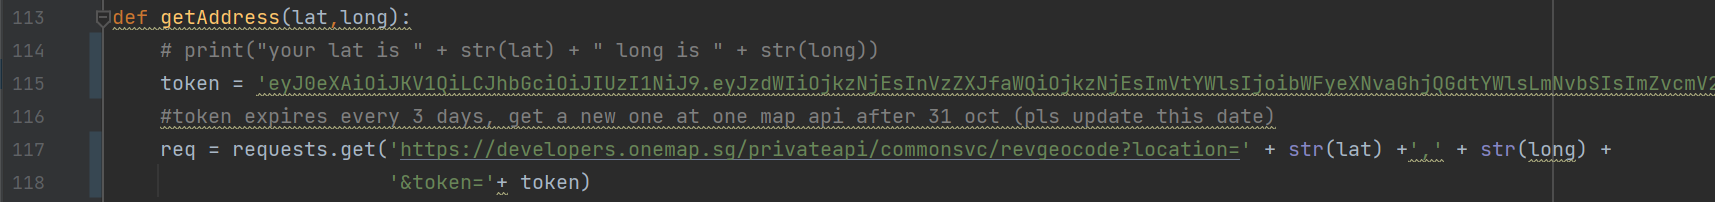 113 def getAddress(lat,long):
114 # print("your lat is " + str(lat) + " long is " + str(long))
115 token = 'eyJ0eXAiOiJKV1QiLCJhbGciOiJIUzI1NiJ9.eyJzdWIiOjkzNjEsInVzZXJfaWQiOjkzNjEsImVtYWlsIjoibWFyeXNvaGhjQGdtYWlsLmNvbSIsImZvcmV2
116 #token expires every 3 days, get a new one at one map api after 31 oct (pls update this date)
117 req = requests.get('https://developers.onemap.sg/privateapi/commonsvc/revgeocode?location=' + str(lat) +',' + str(long) +
118 '&token='+ token)